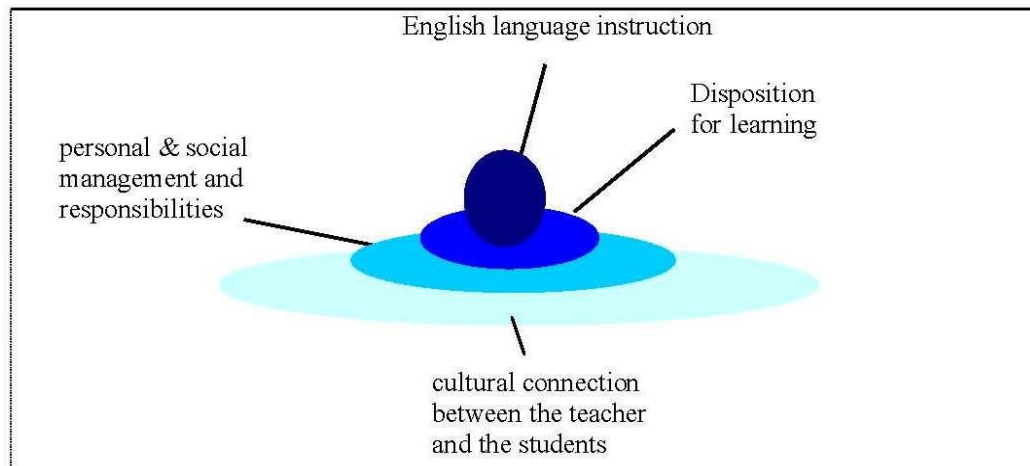 English language instruction
Disposition
for learning
personal & social
management and
responsibilities
cultural connection
between the teacher
and the students